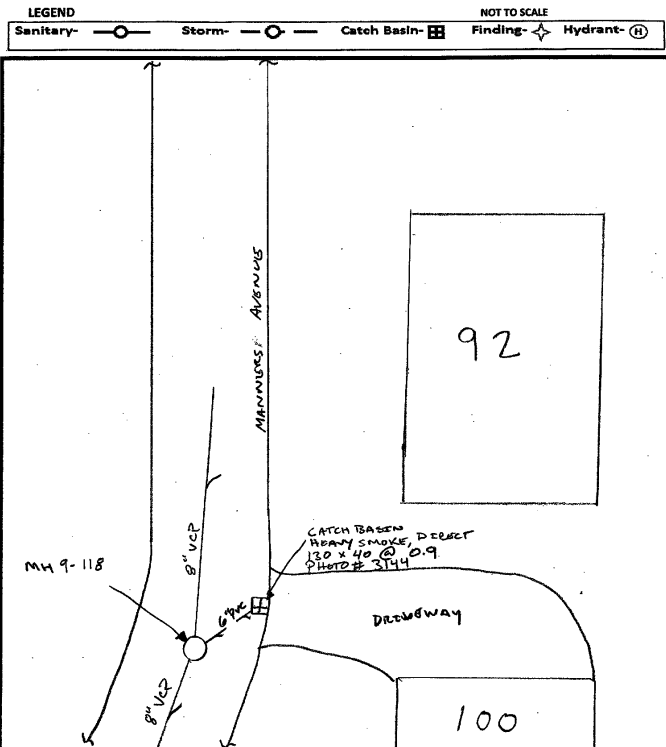 LEGEND
NOT TO SCALE
Sanitary- Storm- Catch Basin- Finding- Hydrant- H
MANNERS AVENUE
92
8" VCP
CATCH BASIN
HEAVY SMOKE, DIRECT
130 x 40 @ 0.9
PHOTO # 3144
MH 9-118
6" PVC
DRIVEWAY
8" VCP
100